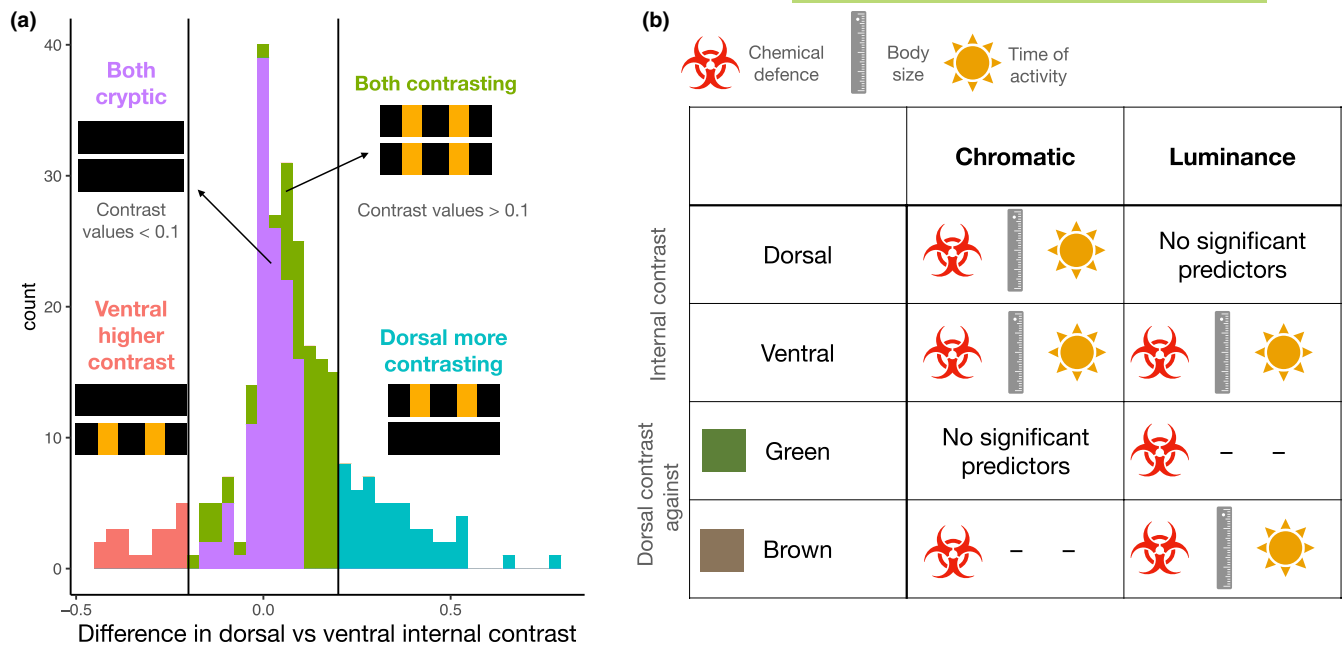 (a)
40
30
20
10
0
count
Both
cryptic
Contrast
values < 0.1
Both contrasting
Contrast values > 0.1
Ventral
higher
contrast
Dorsal more
contrasting
−0.5
0.0
0.5
Difference in dorsal vs ventral internal contrast
(b)
Chemical
defence
Body
size
Time of
activity
Chromatic
Luminance
Internal contrast
Dorsal
No significant
predictors
Ventral
Dorsal contrast
against
Green
No significant
predictors
– –
Brown
– –